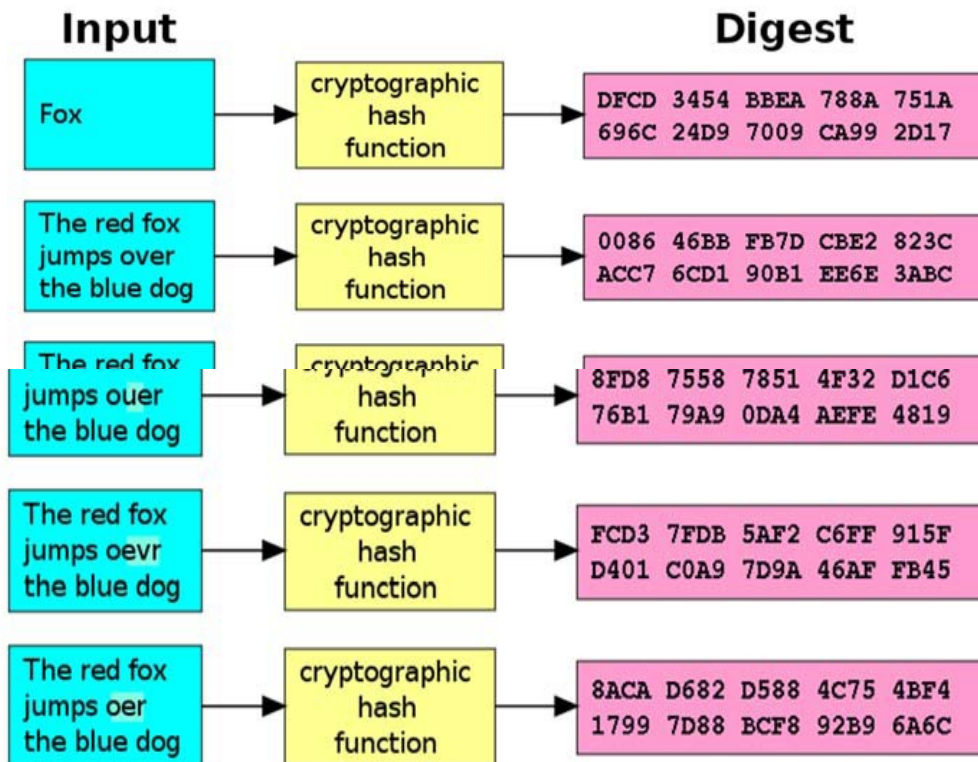 Input
Digest
Fox
cryptographic
hash
function
DFCD 3454 BBEA 788A 751A
696C 24D9 7009 CA99 2D17
The red fox
jumps over
the blue dog
cryptographic
hash
function
0086 46BB FB7D CBE2 823C
ACC7 6CD1 90B1 EE6E 3ABC
The red fox
jumps ouer
the blue dog
cryptographic
hash
function
8FD8 7558 7851 4F32 D1C6
76B1 79A9 0DA4 AEFE 4819
The red fox
jumps oevr
the blue dog
cryptographic
hash
function
FCD3 7FDB 5AF2 C6FF 915F
D401 C0A9 7D9A 46AF FB45
The red fox
jumps oer
the blue dog
cryptographic
hash
function
8ACA D682 D588 4C75 4BF4
1799 7D88 BCF8 92B9 6A6C